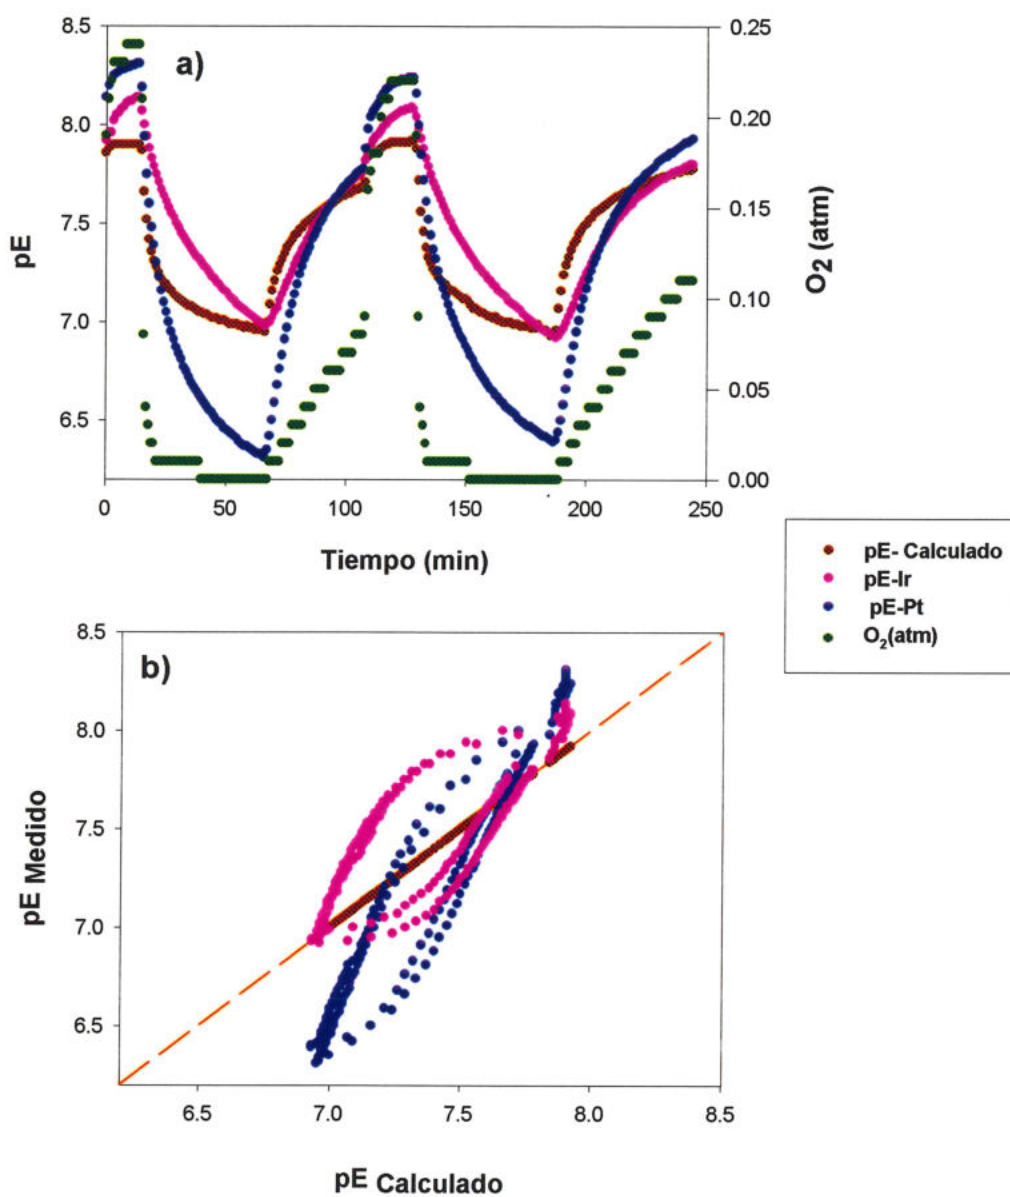 a)
8.5
8.0
7.5
7.0
6.5
pE
0.25
0.20
0.15
0.10
0.05
0.00
O2 (atm)
0 50 100 150 200 250
Tiempo (min)
pE- Calculado
pE-Ir
pE-Pt
O2(atm)
b)
8.5
8.0
7.5
7.0
6.5
pE Medido
6.5 7.0 7.5 8.0 8.5
pE Calculado